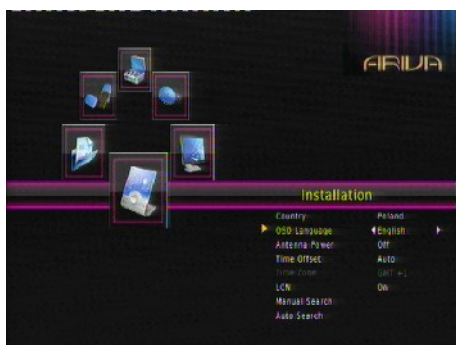 ARIVA
Installation
Country Poland
OSD Language English
Antenna Power Off
Time Offset Auto
Time Zone GMT +1
LCN On
Manual Search
Auto Search